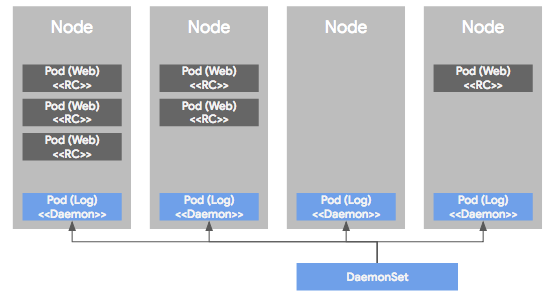 Node
Node
Node
Node
Pod (Web)
<<RC>>
Pod (Web)
<<RC>>
Pod (Web)
<<RC>>
Pod (Web)
<<RC>>
Pod (Web)
<<RC>>
Pod (Web)
<<RC>>
Pod (Log)
<<Daemon>>
Pod (Log)
<<Daemon>>
Pod (Log)
<<Daemon>>
Pod (Log)
<<Daemon>>
DaemonSet